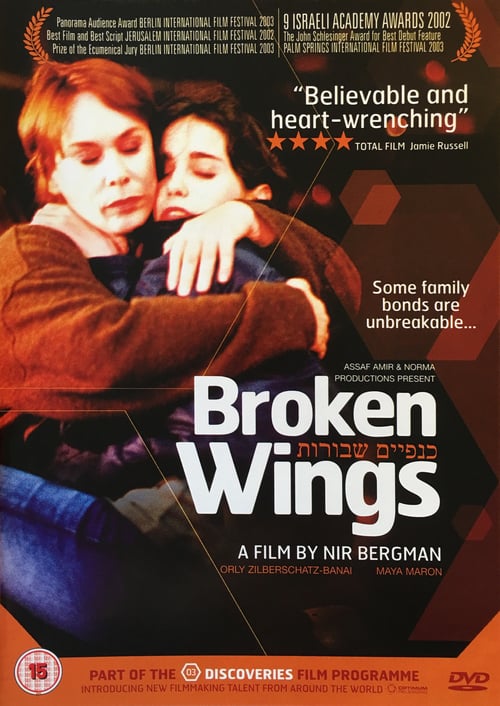 Panorama Audience Award BERLIN INTERNATIONAL FILM FESTIVAL 2003
Best Film and Best Script JERUSALEM INTERNATIONAL FILM FESTIVAL 2002
Prize of the Ecumenical Jury BERLIN INTERNATIONAL FILM FESTIVAL 2003
9 ISRAELI ACADEMY AWARDS 2002
The John Schlesinger Award for Best Debut Feature
PALM SPRINGS INTERNATIONAL FILM FESTIVAL 2003
“Believable and
heart-wrenching”
TOTAL FILM Jamie Russell
Some family
bonds are
unbreakable...
ASSAF AMIR & NORMA
PRODUCTIONS PRESENT
Broken
כנפיים שבורות
Wings
A FILM BY NIR BERGMAN
ORLY ZILBERSCHATZ-BANAI MAYA MARON
15
PART OF THE 03 DISCOVERIES FILM PROGRAMME
INTRODUCING NEW FILMMAKING TALENT FROM AROUND THE WORLD
OPTIMUM
DVD